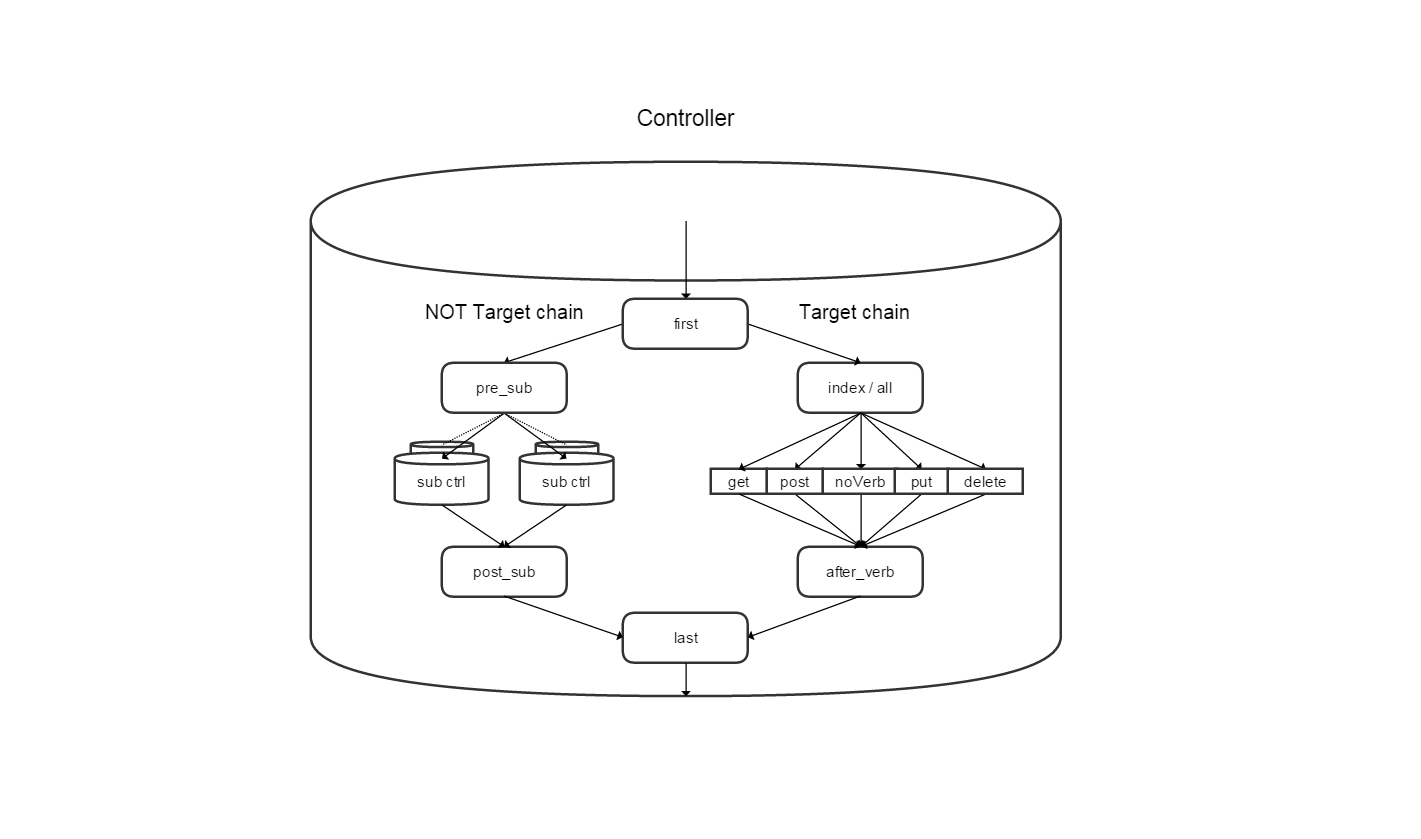 Controller
NOT Target chain
Target chain
first
pre_sub
index / all
sub ctrl
sub ctrl
get
post
noVerb
put
delete
post_sub
after_verb
last